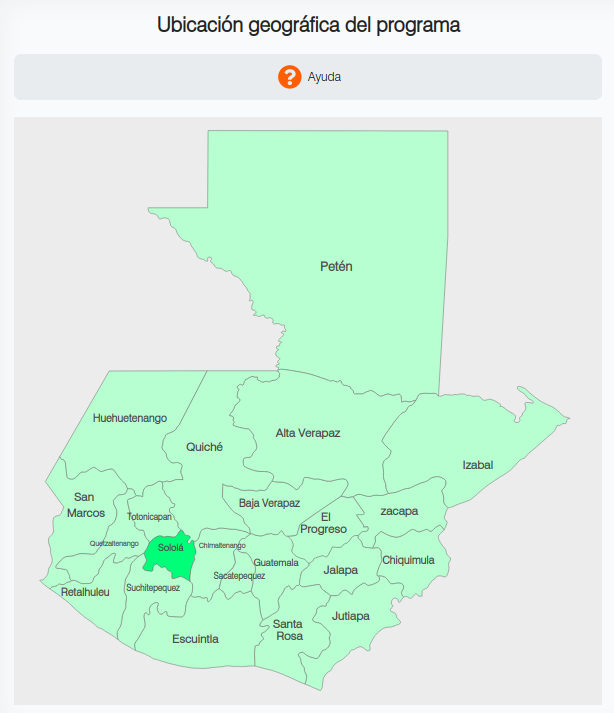 Ubicación geográfica del programa
? Ayuda
Petén
Huehuetenango
Quiché
Alta Verapaz
Izabal
San
Marcos
Totonicapan
Baja Verapaz
El
Progreso
zacapa
Quetzaltenango
Sololá
Chimaltenango
Guatemala
Chiquimula
Sacatepequez
Jalapa
Retalhuleu
Suchitepequez
Jutiapa
Escuintla
Santa
Rosa